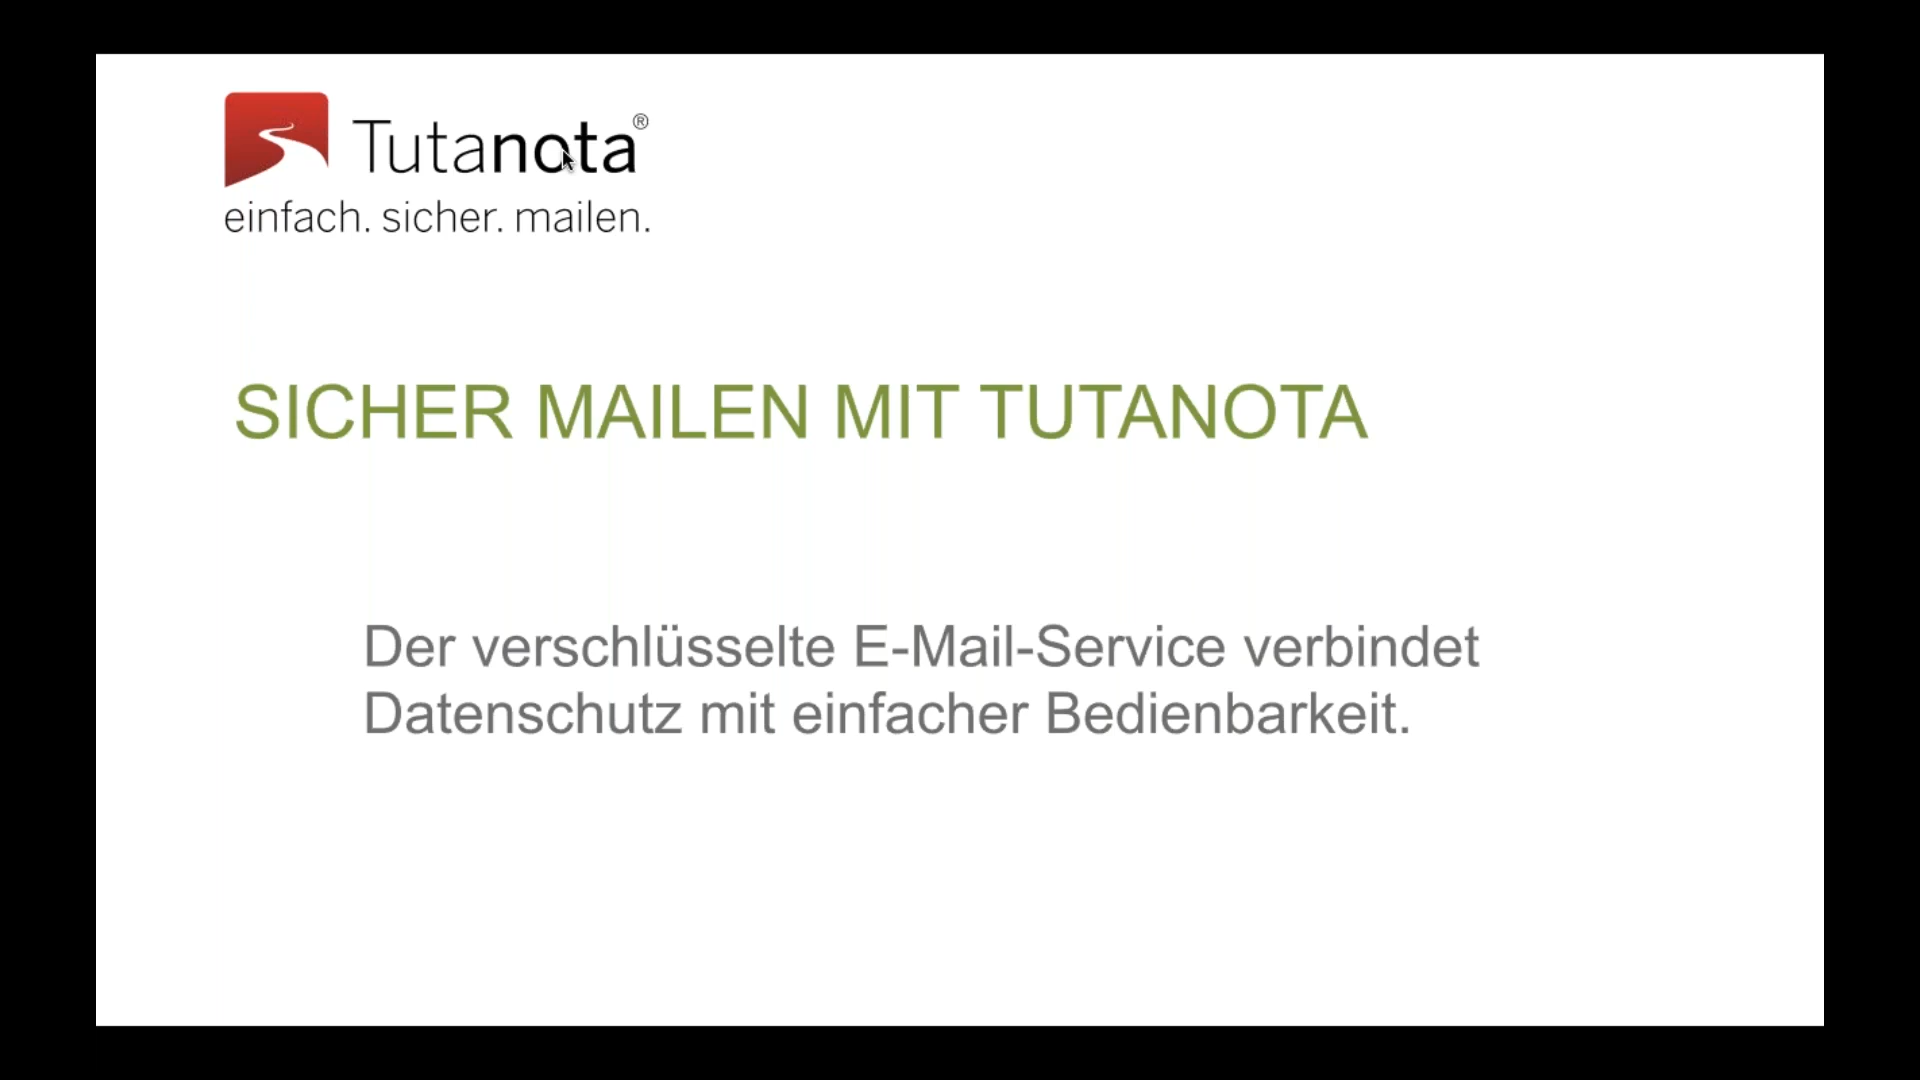 Tutanota®
einfach. sicher. mailen.
SICHER MAILEN MIT TUTANOTA
Der verschlüsselte E-Mail-Service verbindet
Datenschutz mit einfacher Bedienbarkeit.